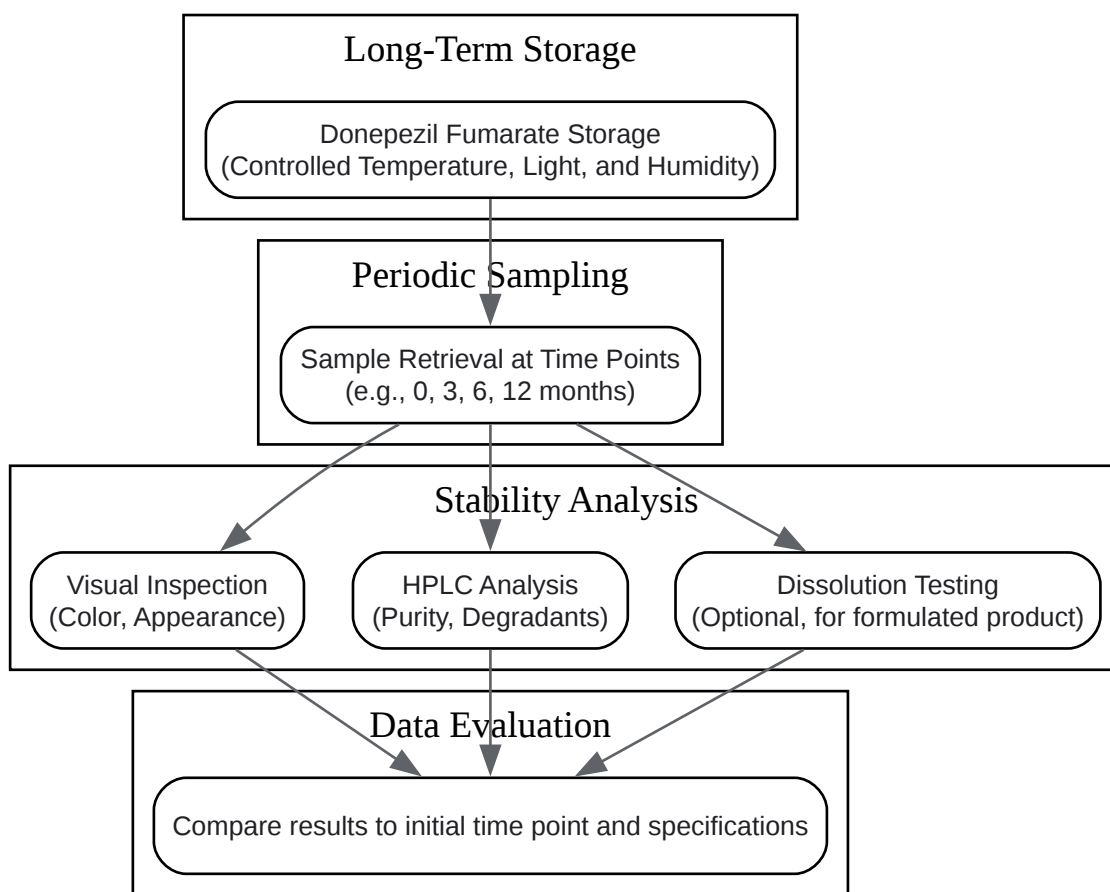 Long-Term Storage
Donepezil Fumarate Storage
(Controlled Temperature, Light, and Humidity)
Periodic Sampling
Sample Retrieval at Time Points
(e.g., 0, 3, 6, 12 months)
Stability Analysis
Visual Inspection
(Color, Appearance)
HPLC Analysis
(Purity, Degradants)
Dissolution Testing
(Optional, for formulated product)
Data Evaluation
Compare results to initial time point and specifications